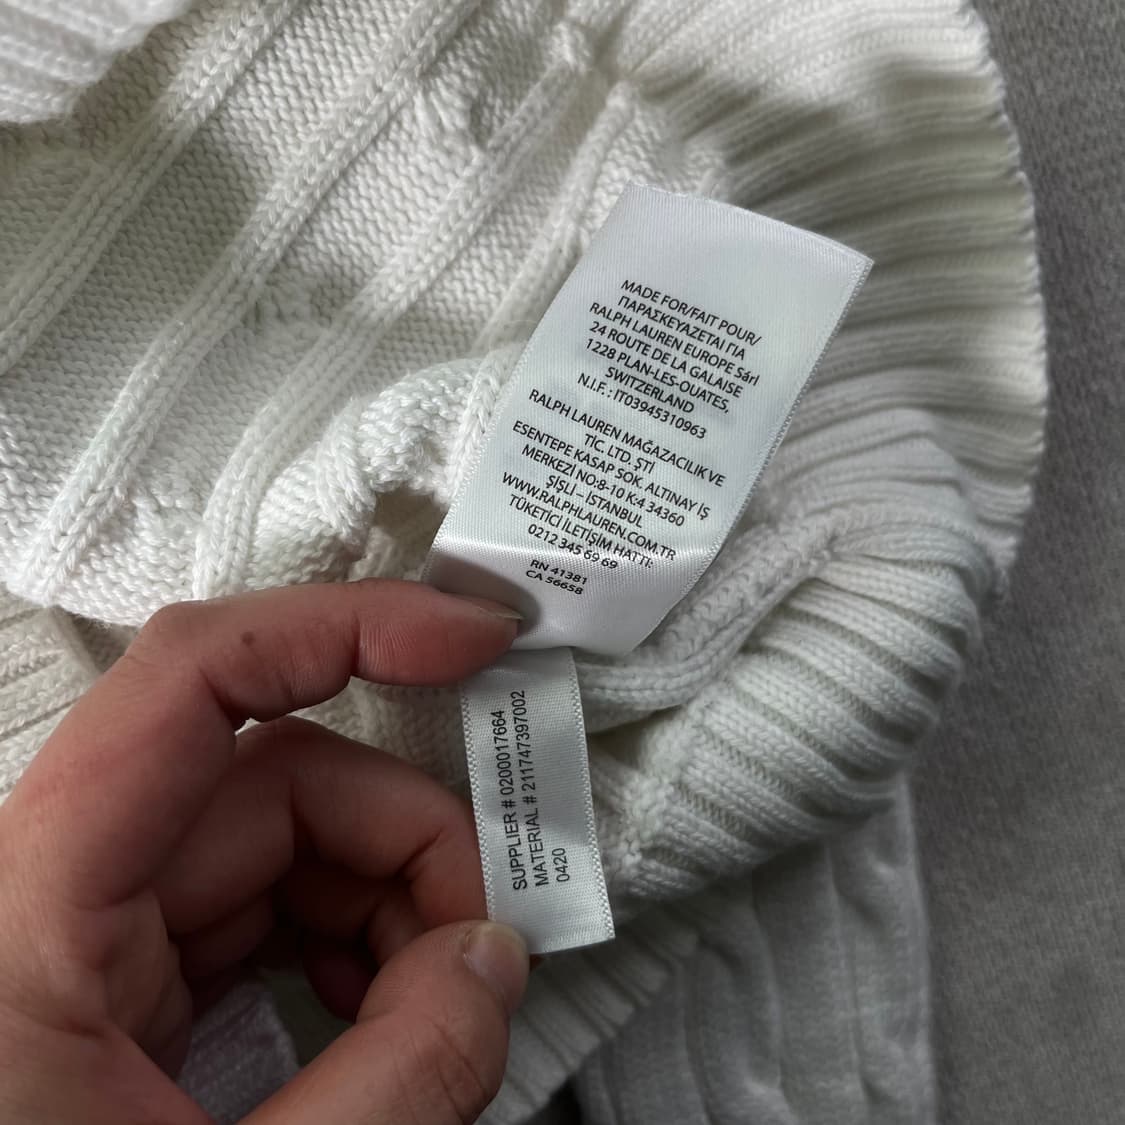 MADE FOR/FAIT POUR/
ΠΑΡΑΣΚΕΥΑΖΕΤΑΙ ΓΙΑ
RALPH LAUREN EUROPE Sárl
24 ROUTE DE LA GALAISE
1228 PLAN-LES-OUATES,
SWITZERLAND
N.I.F. : IT03945310963
RALPH LAUREN MAĞAZACILIK VE
TİC. LTD. ŞTİ
ESENTEPE KASAP SOK. ALTINAY İŞ
MERKEZİ NO:8-10 K:4 34360
ŞİŞLİ – İSTANBUL
WWW.RALPHLAUREN.COM.TR
TÜKETİCİ İLETİŞİM HATTI:
0212 345 69 69
RN 41381
CA 56658
SUPPLIER # 0200017664
MATERIAL # 211747397002
0420